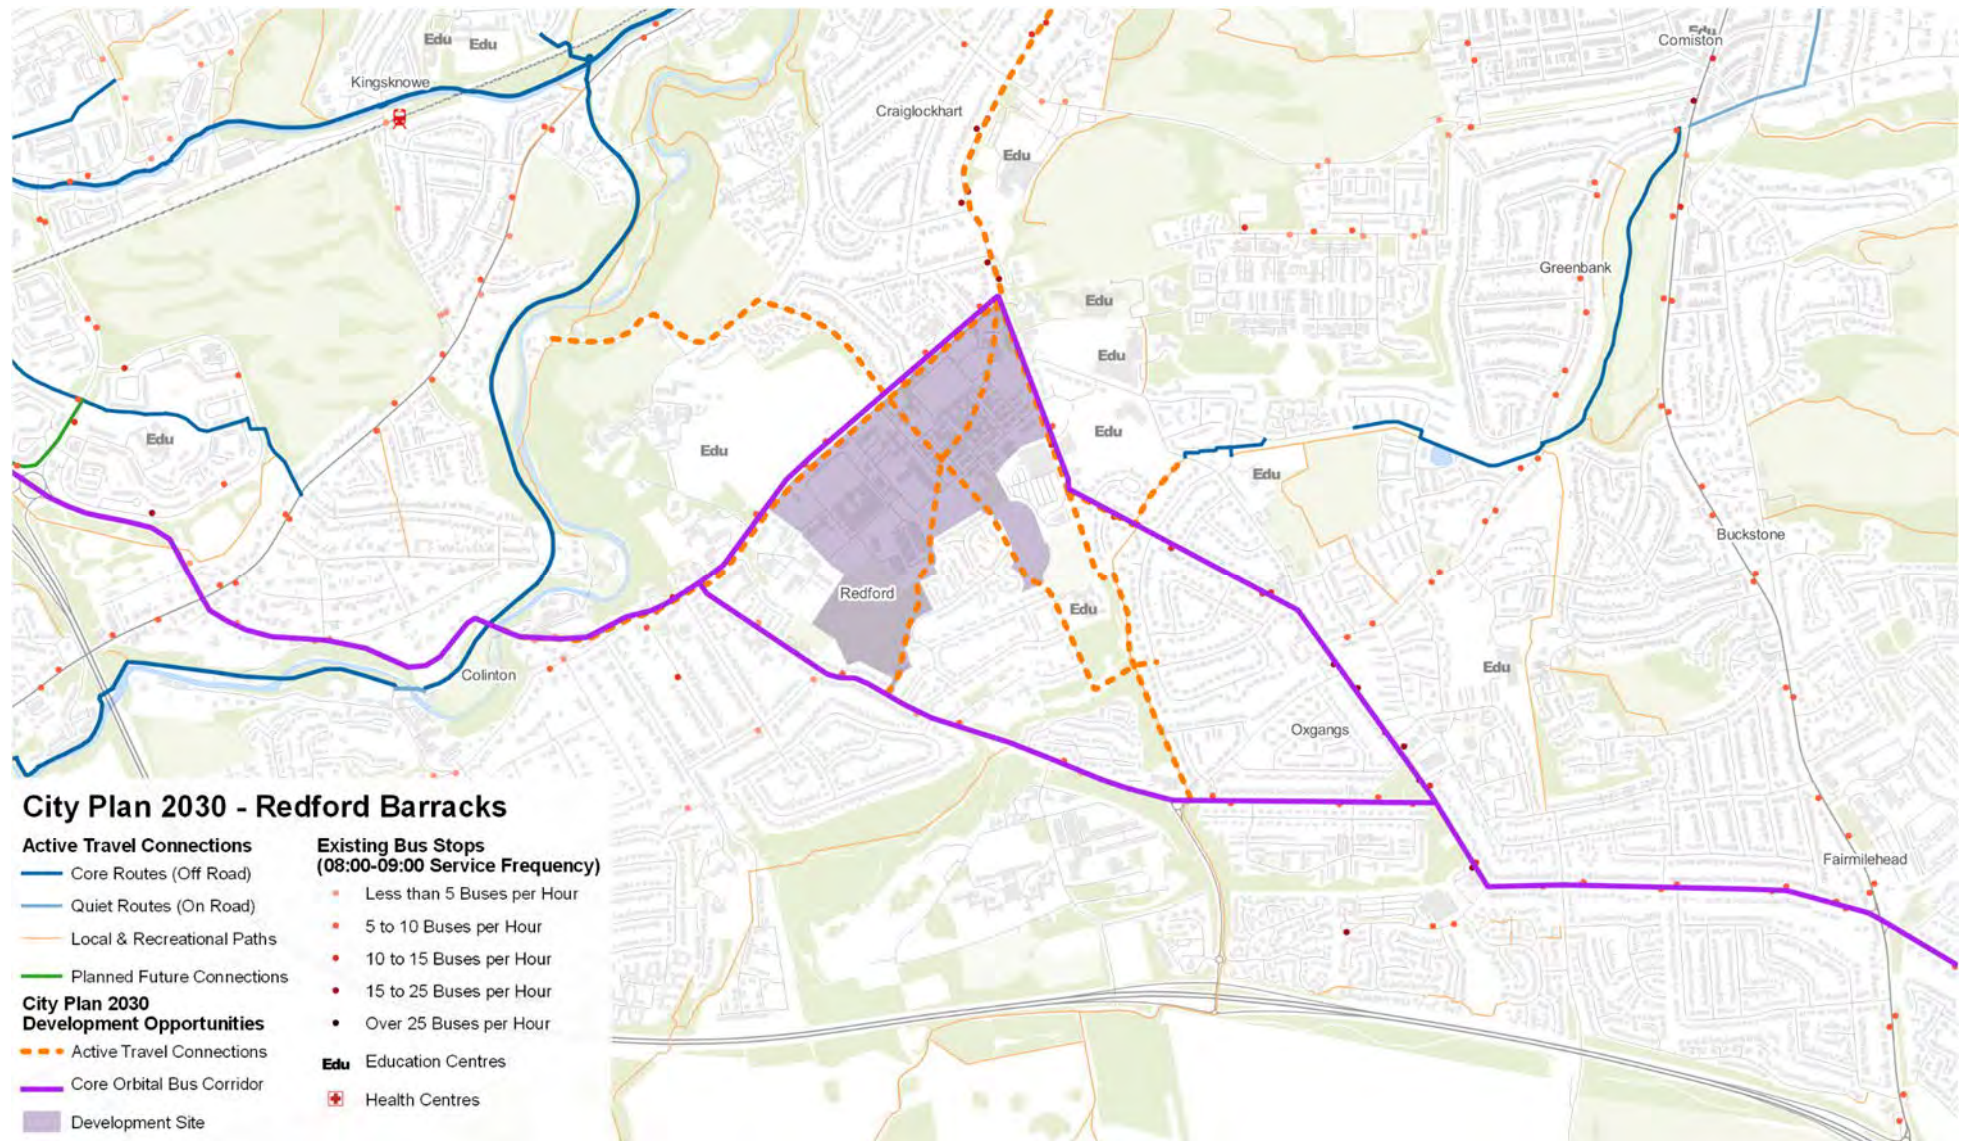 Edu
Comiston
Edu
Edu
Kingsknowe
Craiglockhart
Edu
Greenbank
Edu
Edu
Edu
Edu
Edu
Edu
Buckstone
Redford
Edu
Edu
Colinton
Oxgangs
Fairmilehead
City Plan 2030 - Redford Barracks
Active Travel Connections
Core Routes (Off Road)
Quiet Routes (On Road)
Local & Recreational Paths
Planned Future Connections
City Plan 2030
Development Opportunities
Active Travel Connections
Core Orbital Bus Corridor
Development Site
Existing Bus Stops
(08:00-09:00 Service Frequency)
Less than 5 Buses per Hour
5 to 10 Buses per Hour
10 to 15 Buses per Hour
15 to 25 Buses per Hour
Over 25 Buses per Hour
Edu Education Centres
Health Centres